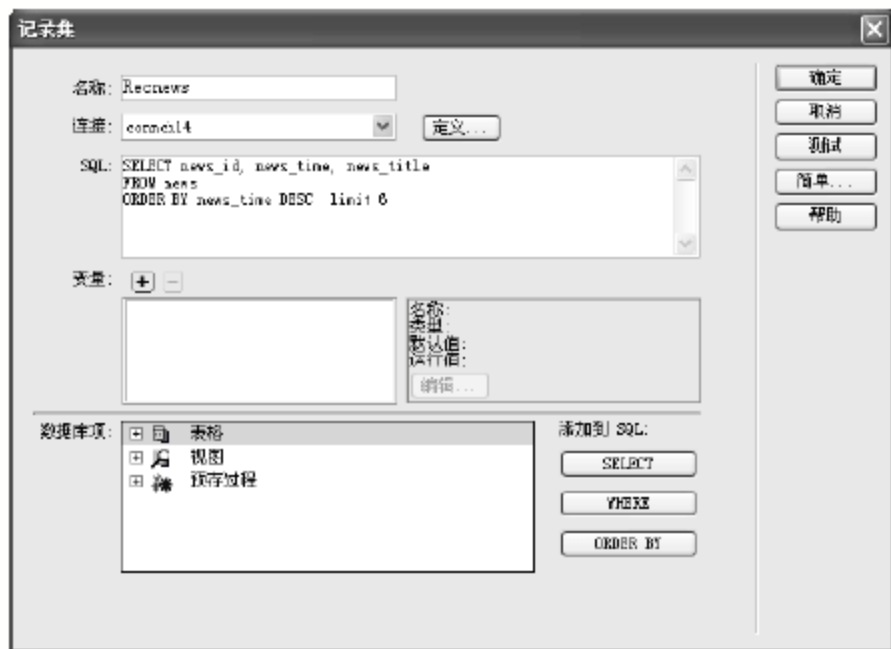 记录集
名称: Recnews
连接: connch14
定义...
SQL: SELECT news_id, news_time, news_title
FROM news
ORDER BY news_time DESC limit 6
变量:
名称:
类型:
默认值:
运行值:
编辑...
数据库项:
表格
视图
预存过程
添加到 SQL:
SELECT
WHERE
ORDER BY
确定
取消
测试
简单...
帮助